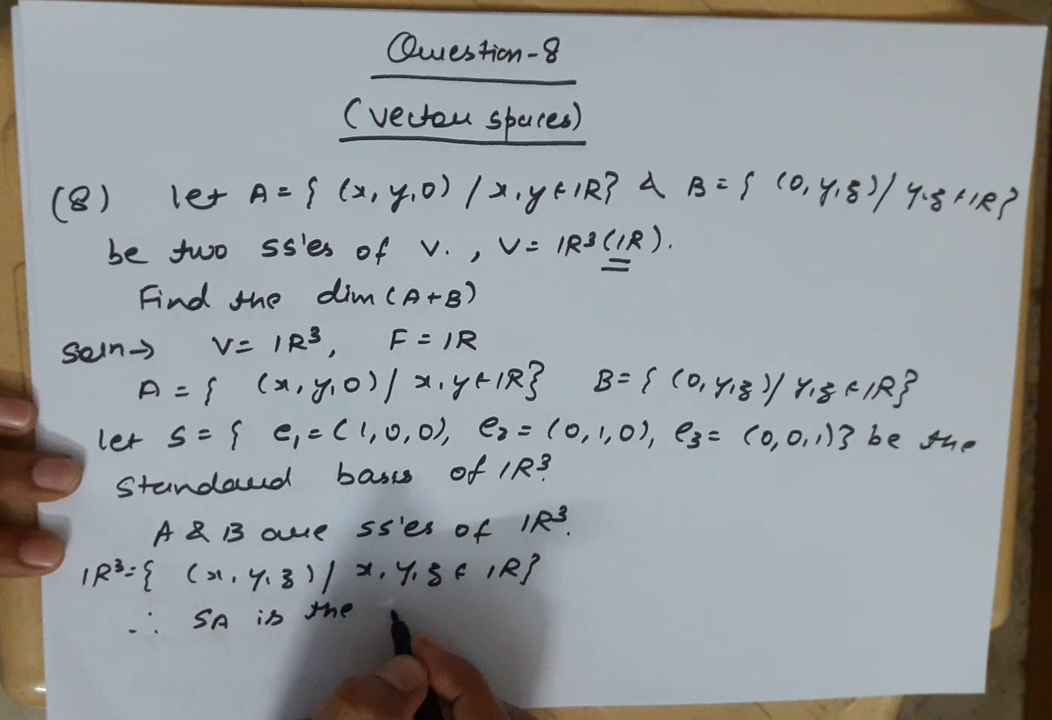 Question-8
(vector spaces)
(8) let A = { (x, y, 0) / x, y ∈ IR} & B = { (0, y, z) / y, z ∈ IR}
be two ss'es of V. , V = IR³(IR).
Find the dim (A+B)
Soln → V = IR³, F = IR
A = { (x, y, 0) / x, y ∈ IR} B = { (0, y, z) / y, z ∈ IR}
let S = { e₁ = (1, 0, 0), e₂ = (0, 1, 0), e₃ = (0, 0, 1)} be the
standard basis of IR³.
A & B are ss'es of IR³.
IR³ = { (x, y, z) / x, y, z ∈ IR}
∴ SA is the